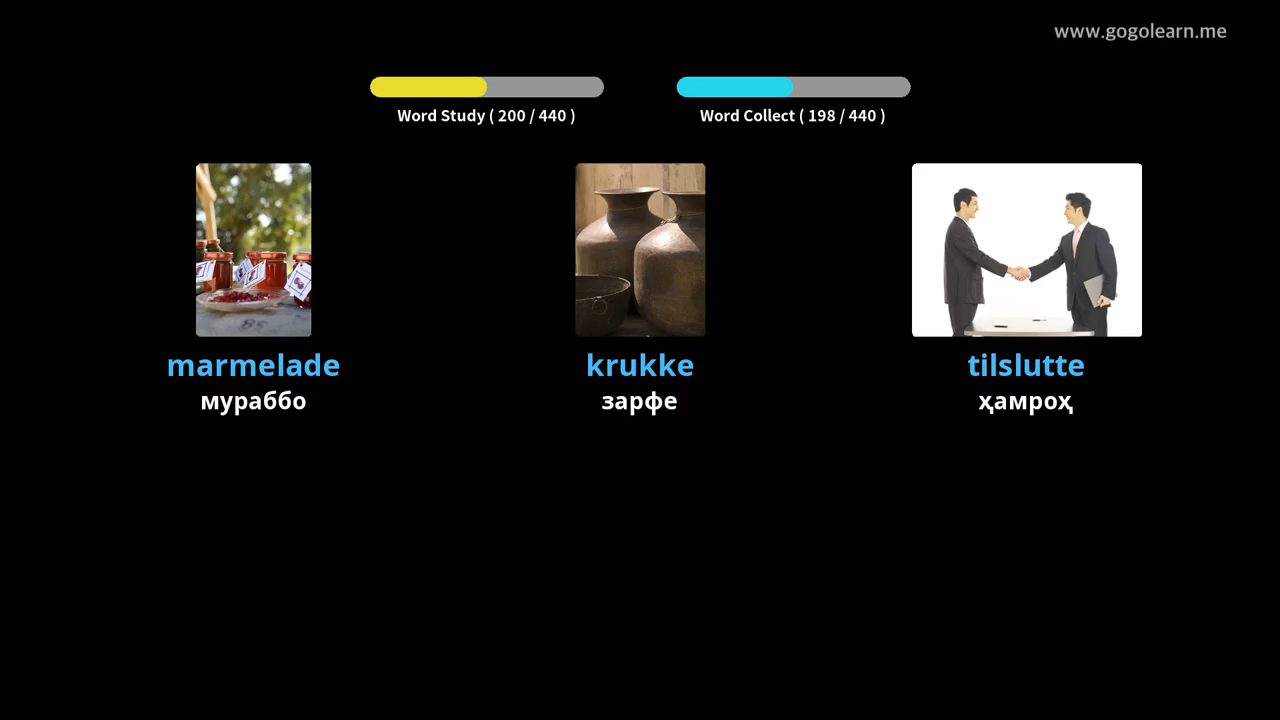 www.gogolearn.me
Word Study ( 200 / 440 )
Word Collect ( 198 / 440 )
marmelade
мураббо
krukke
зарфе
tilslutte
ҳамроҳ